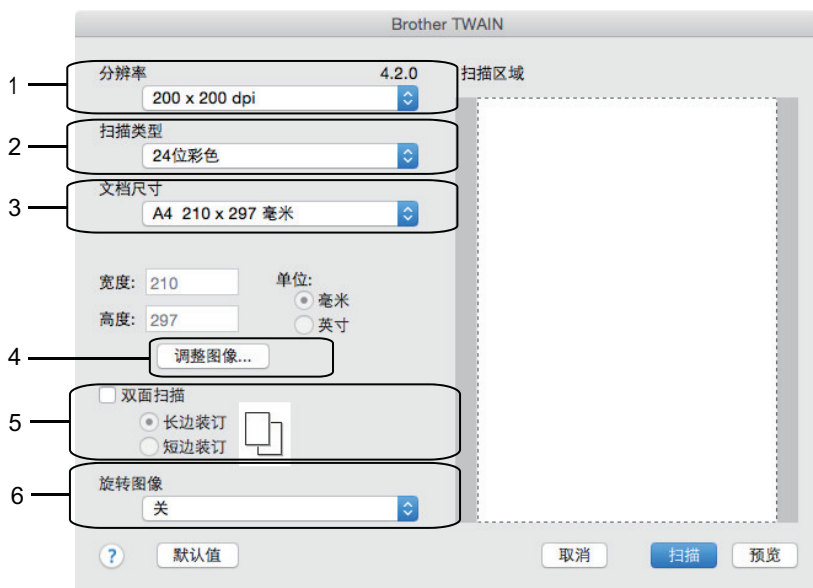 Brother TWAIN
1
分辨率 4.2.0
200 x 200 dpi
2
扫描类型
24位彩色
3
文档尺寸
A4 210 x 297 毫米
宽度: 210
高度: 297
单位:
毫米
英寸
4
调整图像...
5
双面扫描
长边装订
短边装订
6
旋转图像
关
扫描区域
?
默认值
取消
扫描
预览